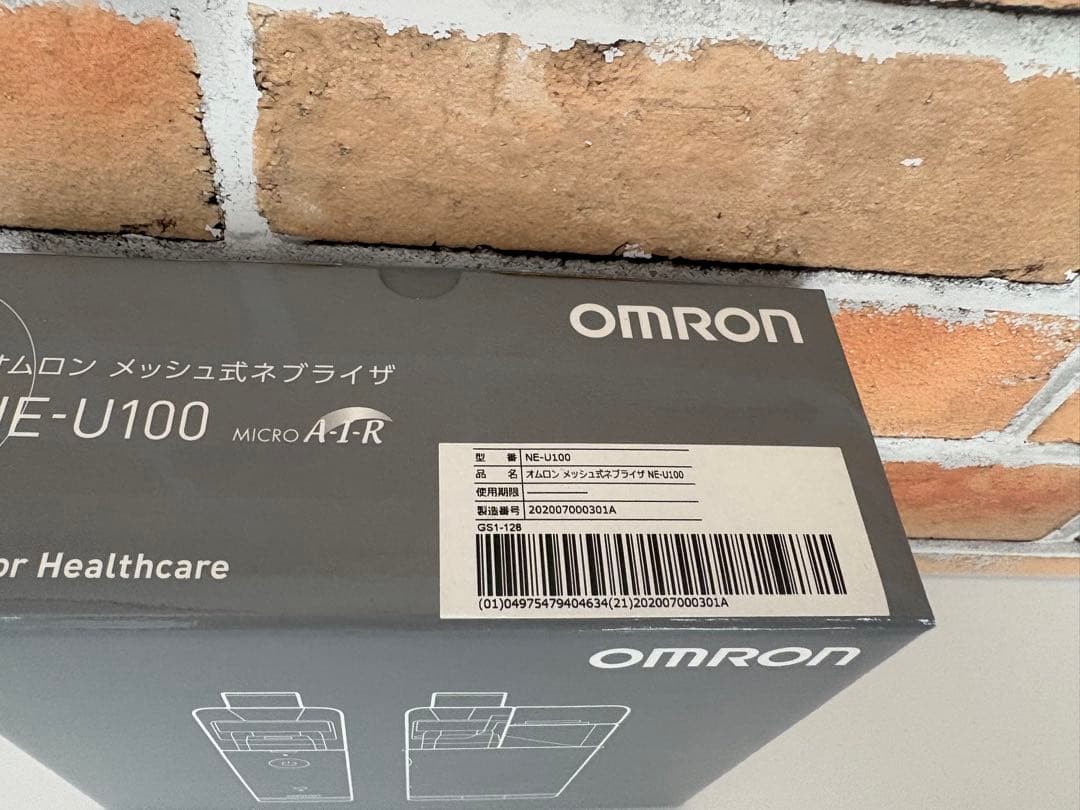 OMRON
オムロン メッシュ式ネブライザ
NE-U100 MICRO A-I-R
or Healthcare
型 番 NE-U100
品 名 オムロン メッシュ式ネブライザ NE-U100
使用期限 ―――――
製造番号 202007000301A
GS1-128
(01)04975479404634(21)202007000301A
OMRON